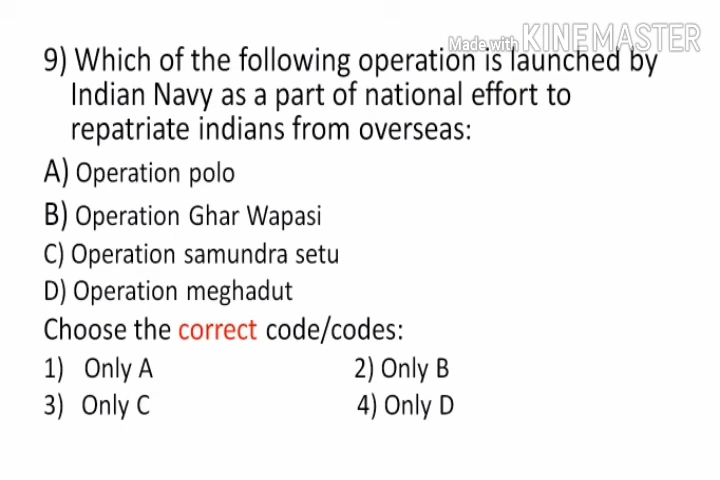 Made with KINEMASTER
9) Which of the following operation is launched by
Indian Navy as a part of national effort to
repatriate indians from overseas:
A) Operation polo
B) Operation Ghar Wapasi
C) Operation samundra setu
D) Operation meghadut
Choose the correct code/codes:
1) Only A 2) Only B
3) Only C 4) Only D